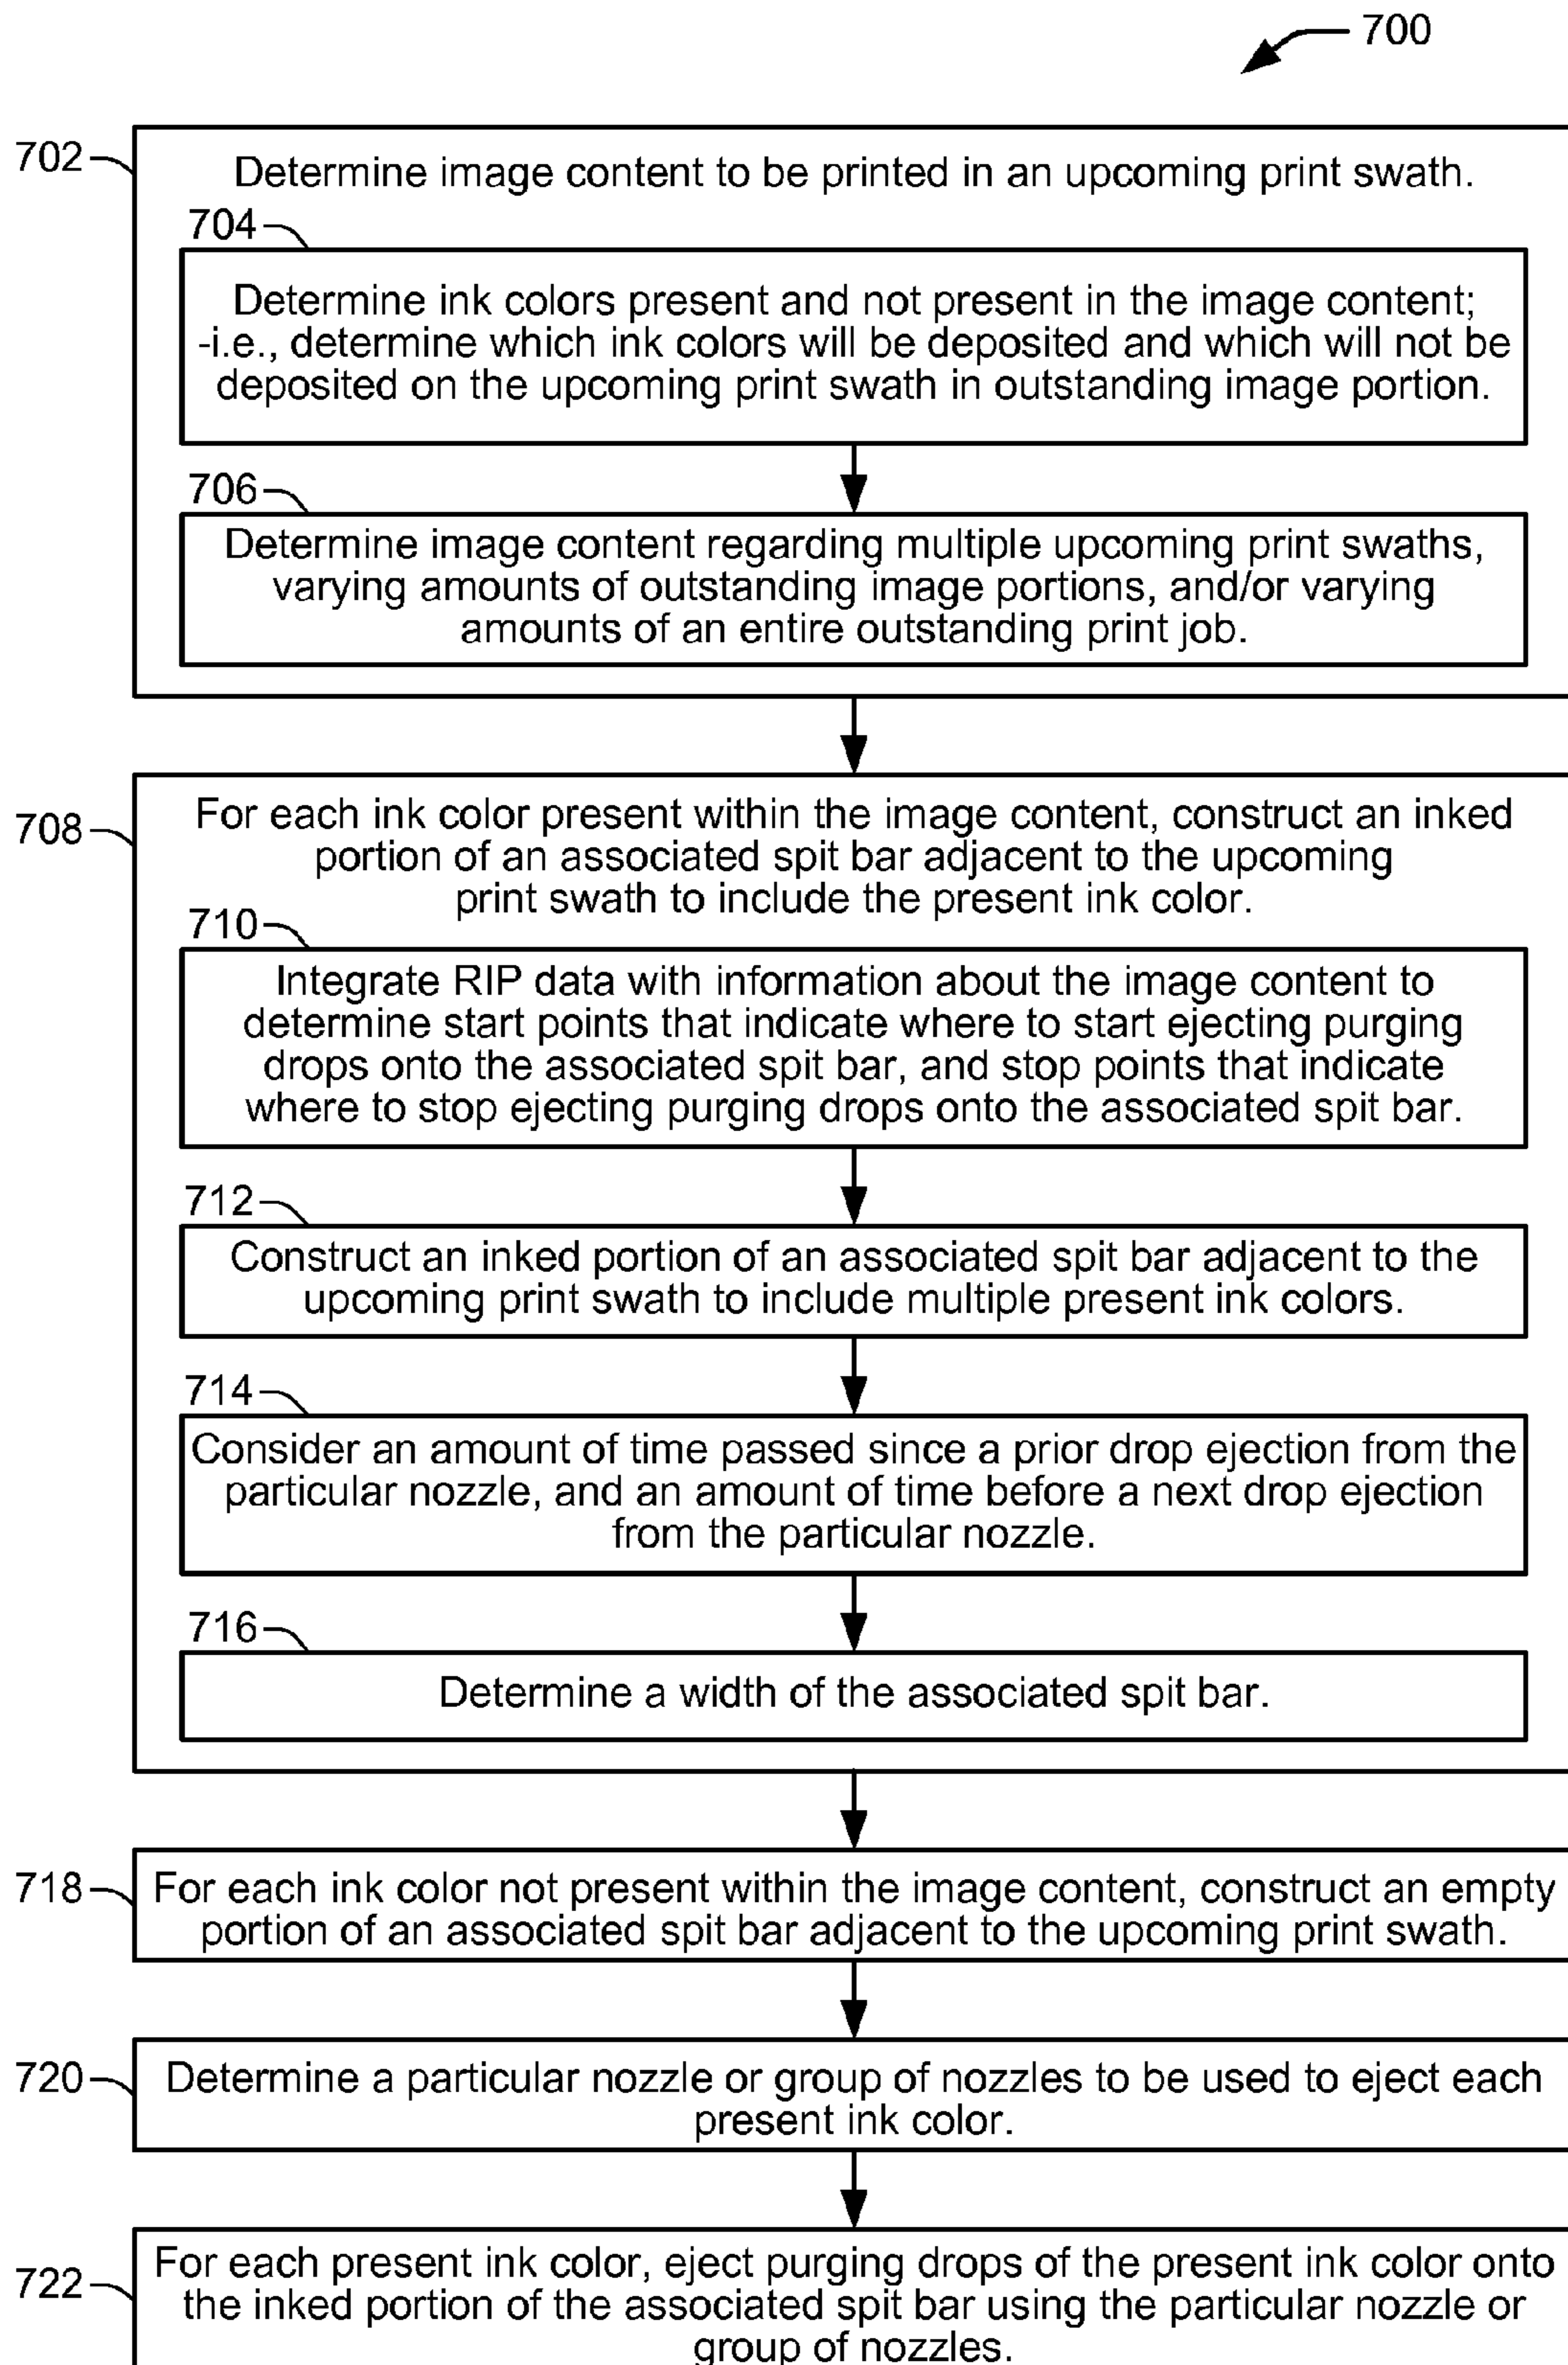 700
702
Determine image content to be printed in an upcoming print swath.
704
Determine ink colors present and not present in the image content;
-i.e., determine which ink colors will be deposited and which will not be
deposited on the upcoming print swath in outstanding image portion.
706
Determine image content regarding multiple upcoming print swaths,
varying amounts of outstanding image portions, and/or varying
amounts of an entire outstanding print job.
708
For each ink color present within the image content, construct an inked
portion of an associated spit bar adjacent to the upcoming
print swath to include the present ink color.
710
Integrate RIP data with information about the image content to
determine start points that indicate where to start ejecting purging
drops onto the associated spit bar, and stop points that indicate
where to stop ejecting purging drops onto the associated spit bar.
712
Construct an inked portion of an associated spit bar adjacent to the
upcoming print swath to include multiple present ink colors.
714
Consider an amount of time passed since a prior drop ejection from the
particular nozzle, and an amount of time before a next drop ejection
from the particular nozzle.
716
Determine a width of the associated spit bar.
718
For each ink color not present within the image content, construct an empty
portion of an associated spit bar adjacent to the upcoming print swath.
720
Determine a particular nozzle or group of nozzles to be used to eject each
present ink color.
722
For each present ink color, eject purging drops of the present ink color onto
the inked portion of the associated spit bar using the particular nozzle or
group of nozzles.